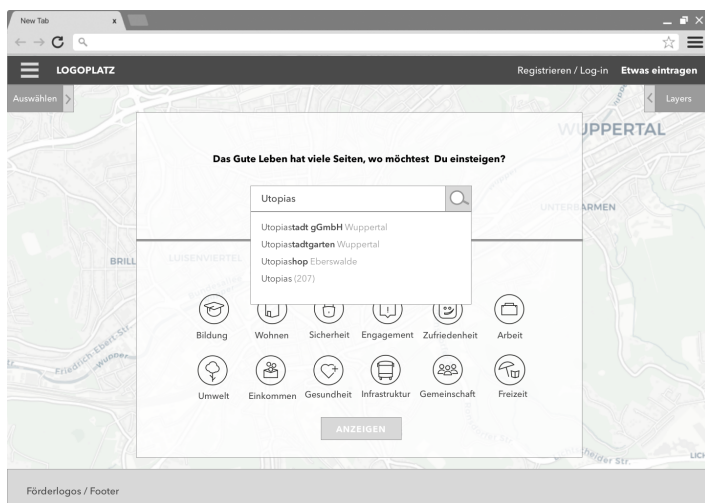 New Tab x
LOGOPLATZ Registrieren / Log-in Etwas eintragen
Auswählen > < Layers
WUPPERTAL
Das Gute Leben hat viele Seiten, wo möchtest Du einsteigen?
Utopias
UNTERBARMEN
Utopiastadt gGmbH Wuppertal
Utopiastadtgarten Wuppertal
BRILL LUISENVIERTEL
Utopiashop Eberswalde
Utopias (207)
Bildung Wohnen Sicherheit Engagement Zufriedenheit Arbeit
Friedrich-Ebert-Str.
Wupper
Umwelt Einkommen Gesundheit Infrastruktur Gemeinschaft Freizeit
ANZEIGEN
LICH
Förderlogos / Footer